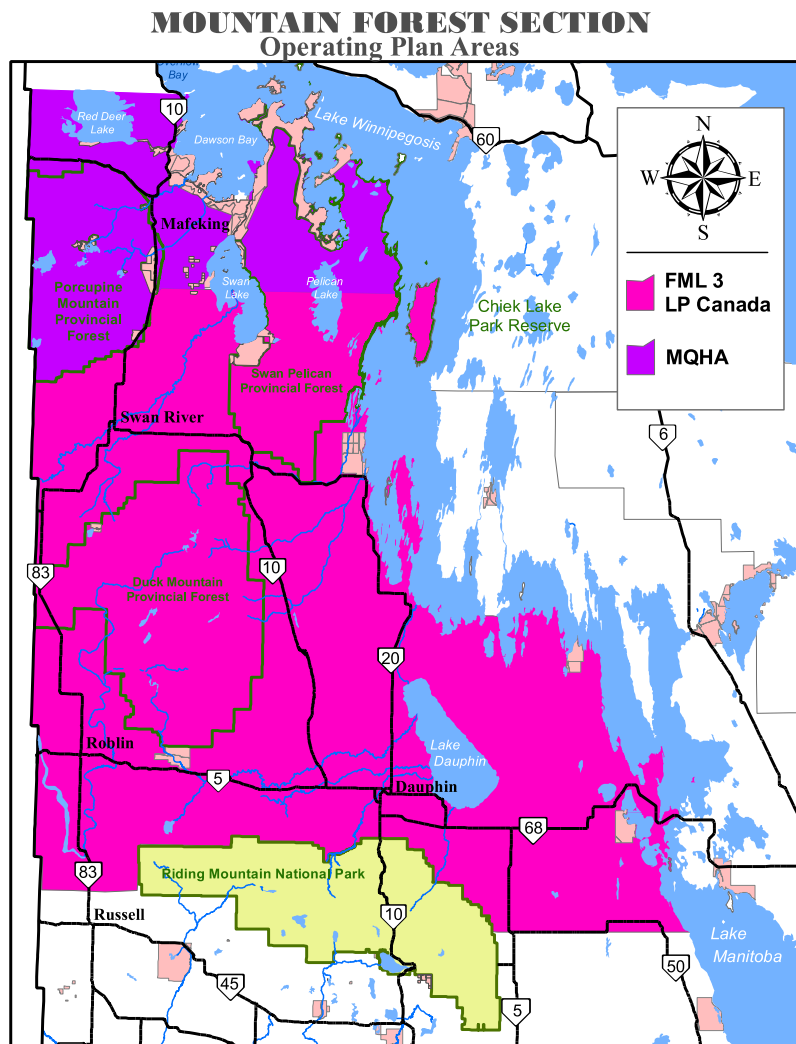 MOUNTAIN FOREST SECTION
Operating Plan Areas
Bay
10
Red Deer
Lake
Dawson Bay
Lake Winnipegosis
60
N
W
E
S
Mafeking
FML 3
LP Canada
MQHA
Porcupine
Mountain
Provincial
Forest
Swan
Lake
Pelican
Lake
Chiek Lake
Park Reserve
Swan Pelican
Provincial Forest
Swan River
6
83
10
Duck Mountain
Provincial Forest
20
Roblin
Lake
Dauphin
5
Dauphin
68
83
Riding Mountain National Park
Russell
10
Lake
Manitoba
45
50
5